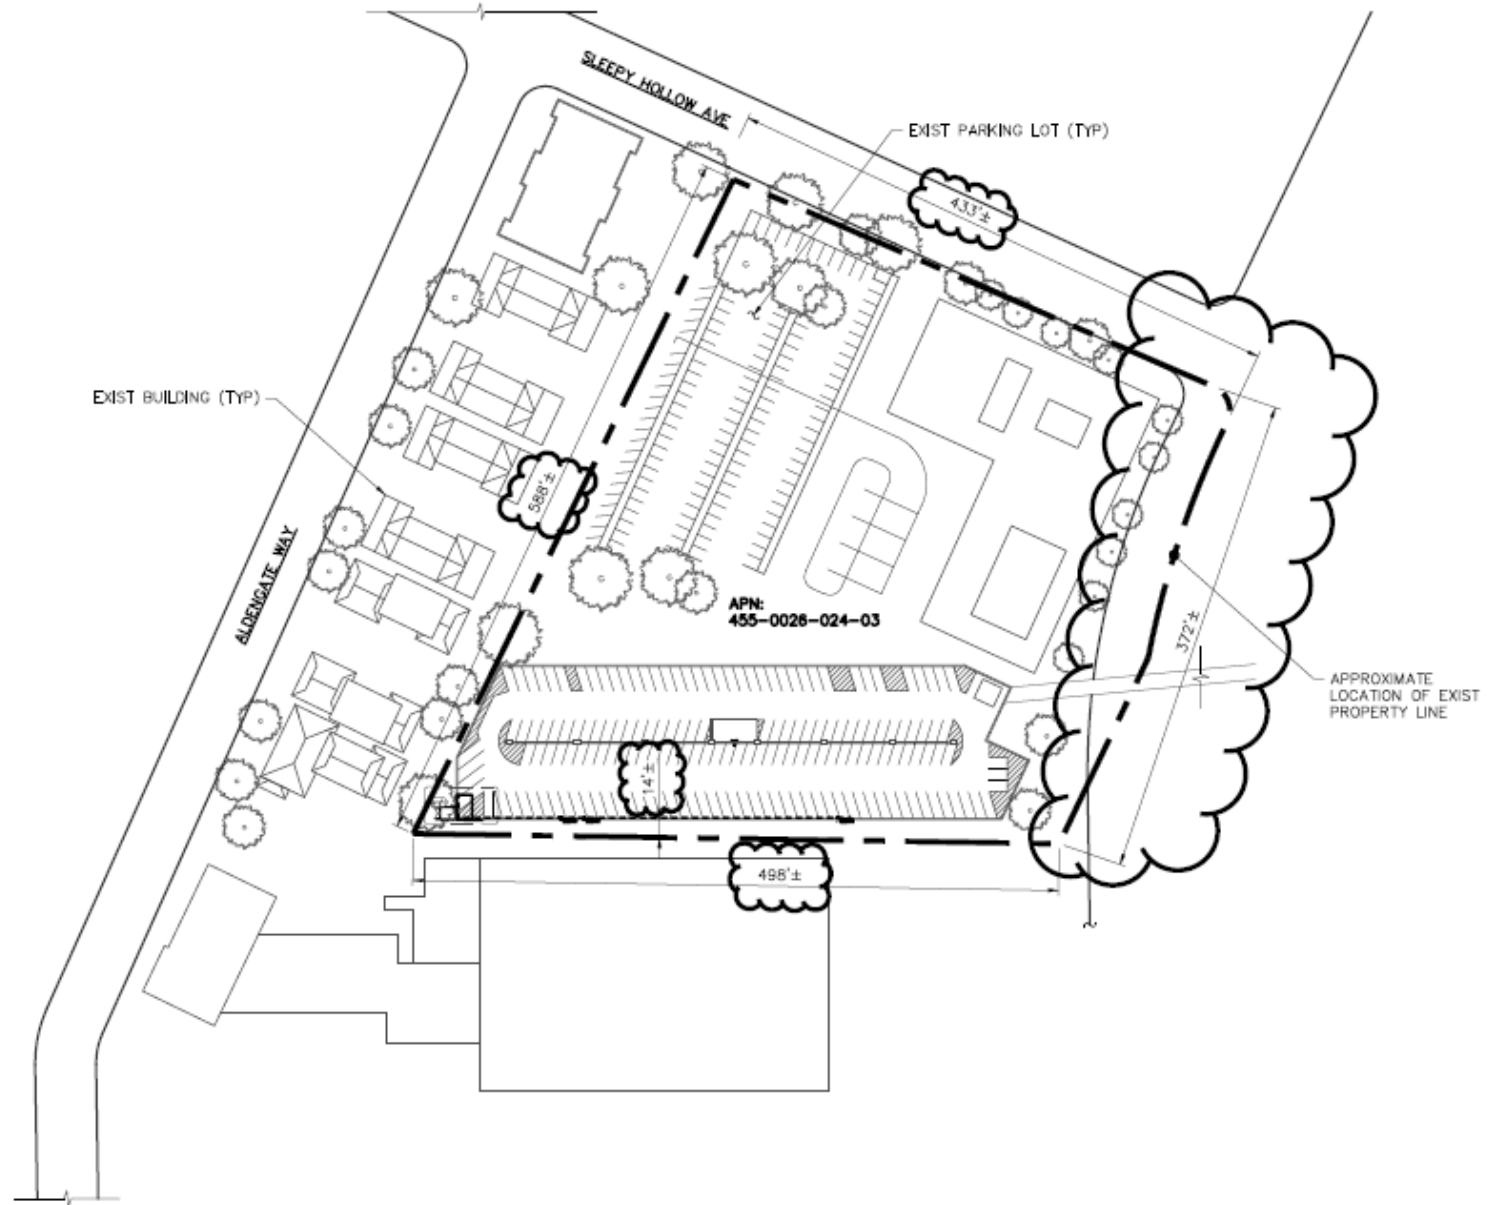 SLEEPY HOLLOW AVE
EXIST PARKING LOT (TYP)
433'±
EXIST BUILDING (TYP)
588'±
ALDENGATE WAY
APN:
455-0026-024-03
372'±
APPROXIMATE
LOCATION OF EXIST
PROPERTY LINE
14'±
498'±